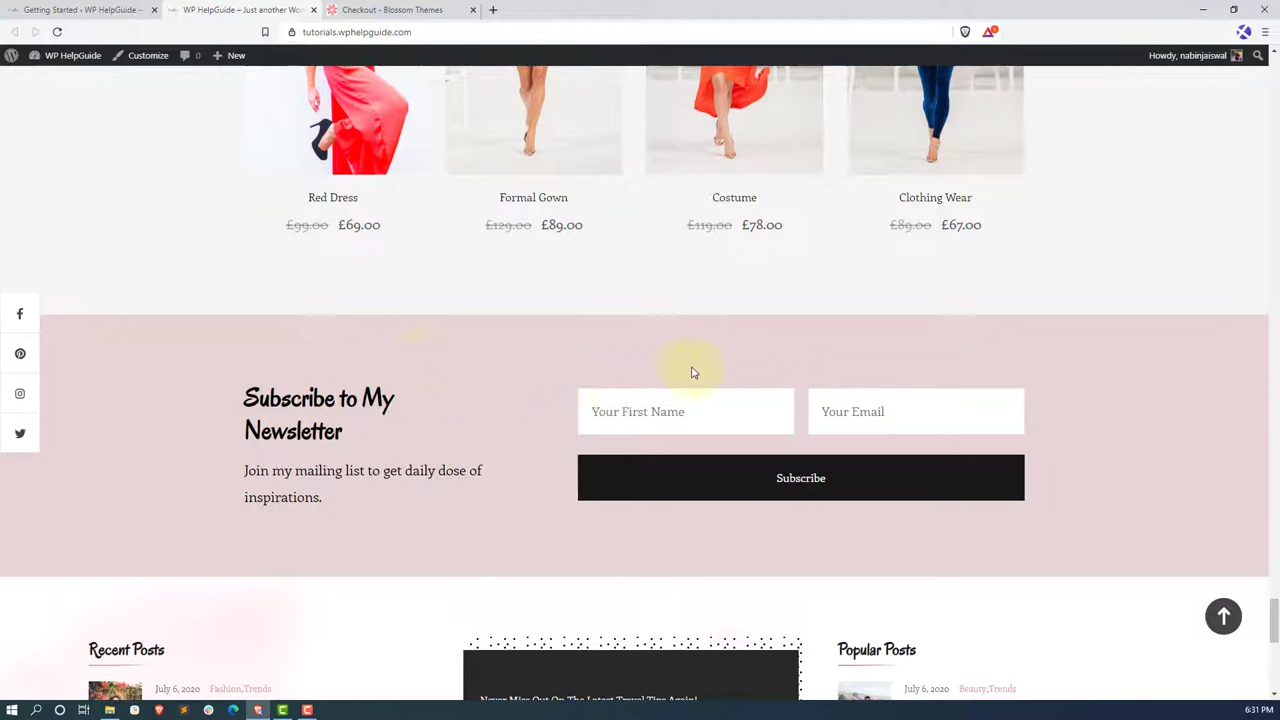 Getting Started ‹ WP HelpGuide –
WP HelpGuide – Just another Wor
Checkout - Blossom Themes
tutorials.wphelpguide.com
WP HelpGuide
Customize
0
New
Howdy, nabinjaiswal
Red Dress
Formal Gown
Costume
Clothing Wear
£99.00 £69.00
£129.00 £89.00
£119.00 £78.00
£89.00 £67.00
Subscribe to My
Newsletter
Join my mailing list to get daily dose of
inspirations.
Your First Name
Your Email
Subscribe
Recent Posts
July 6, 2020 Fashion,Trends
Never Miss Out On The Latest Travel Tips Again!
Popular Posts
July 6, 2020 Beauty,Trends
6:31 PM